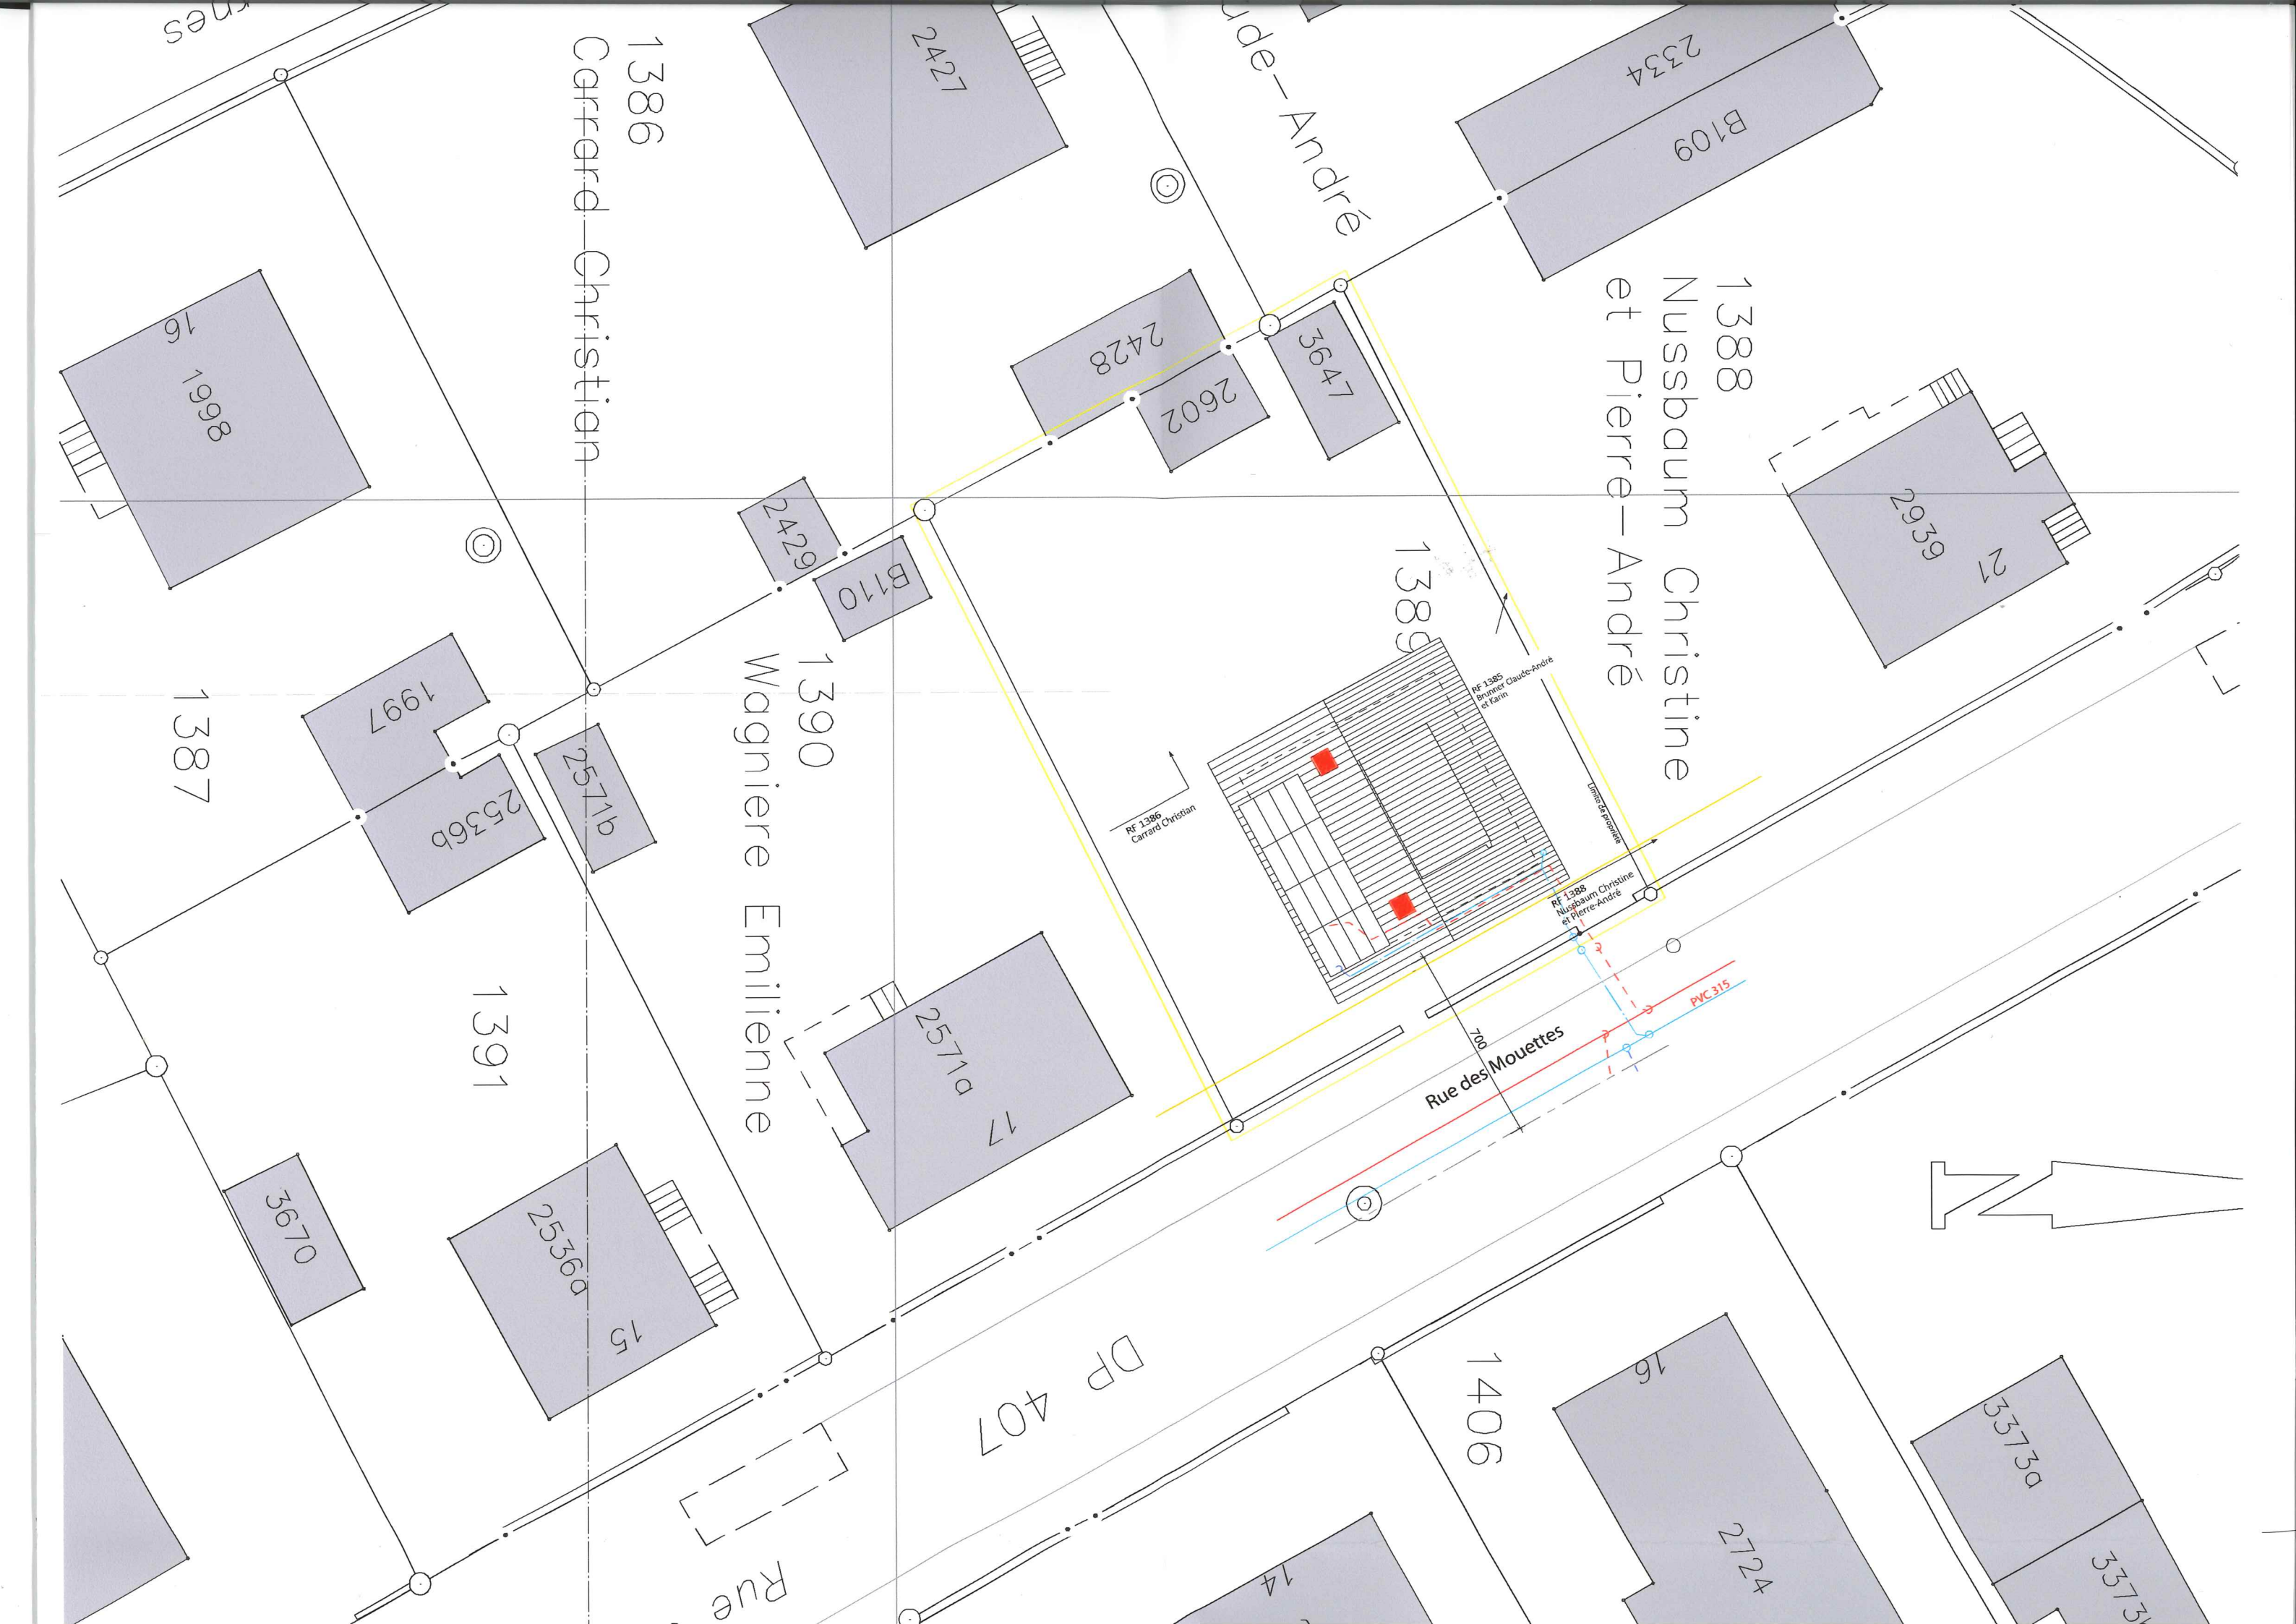 1386
Carrard Christian
2427
ude-André
2334
B109
1388
Nussbaum Christine
et Pierre-André
16
1998
2428
2602
3647
2939
21
2429
B110
1389
1390
Wagniere Emilienne
1387
1997
2536b
2571b
RF 1385
Brunner Claude-André
et Karin
RF 1386
Carrard Christian
Limite de propriété
RF 1388
Nussbaum Christine
et Pierre-André
PVC 315
700
Rue des Mouettes
1391
2571a
17
3670
2536a
15
DP 407
Rue
1406
16
2724
14
3373a